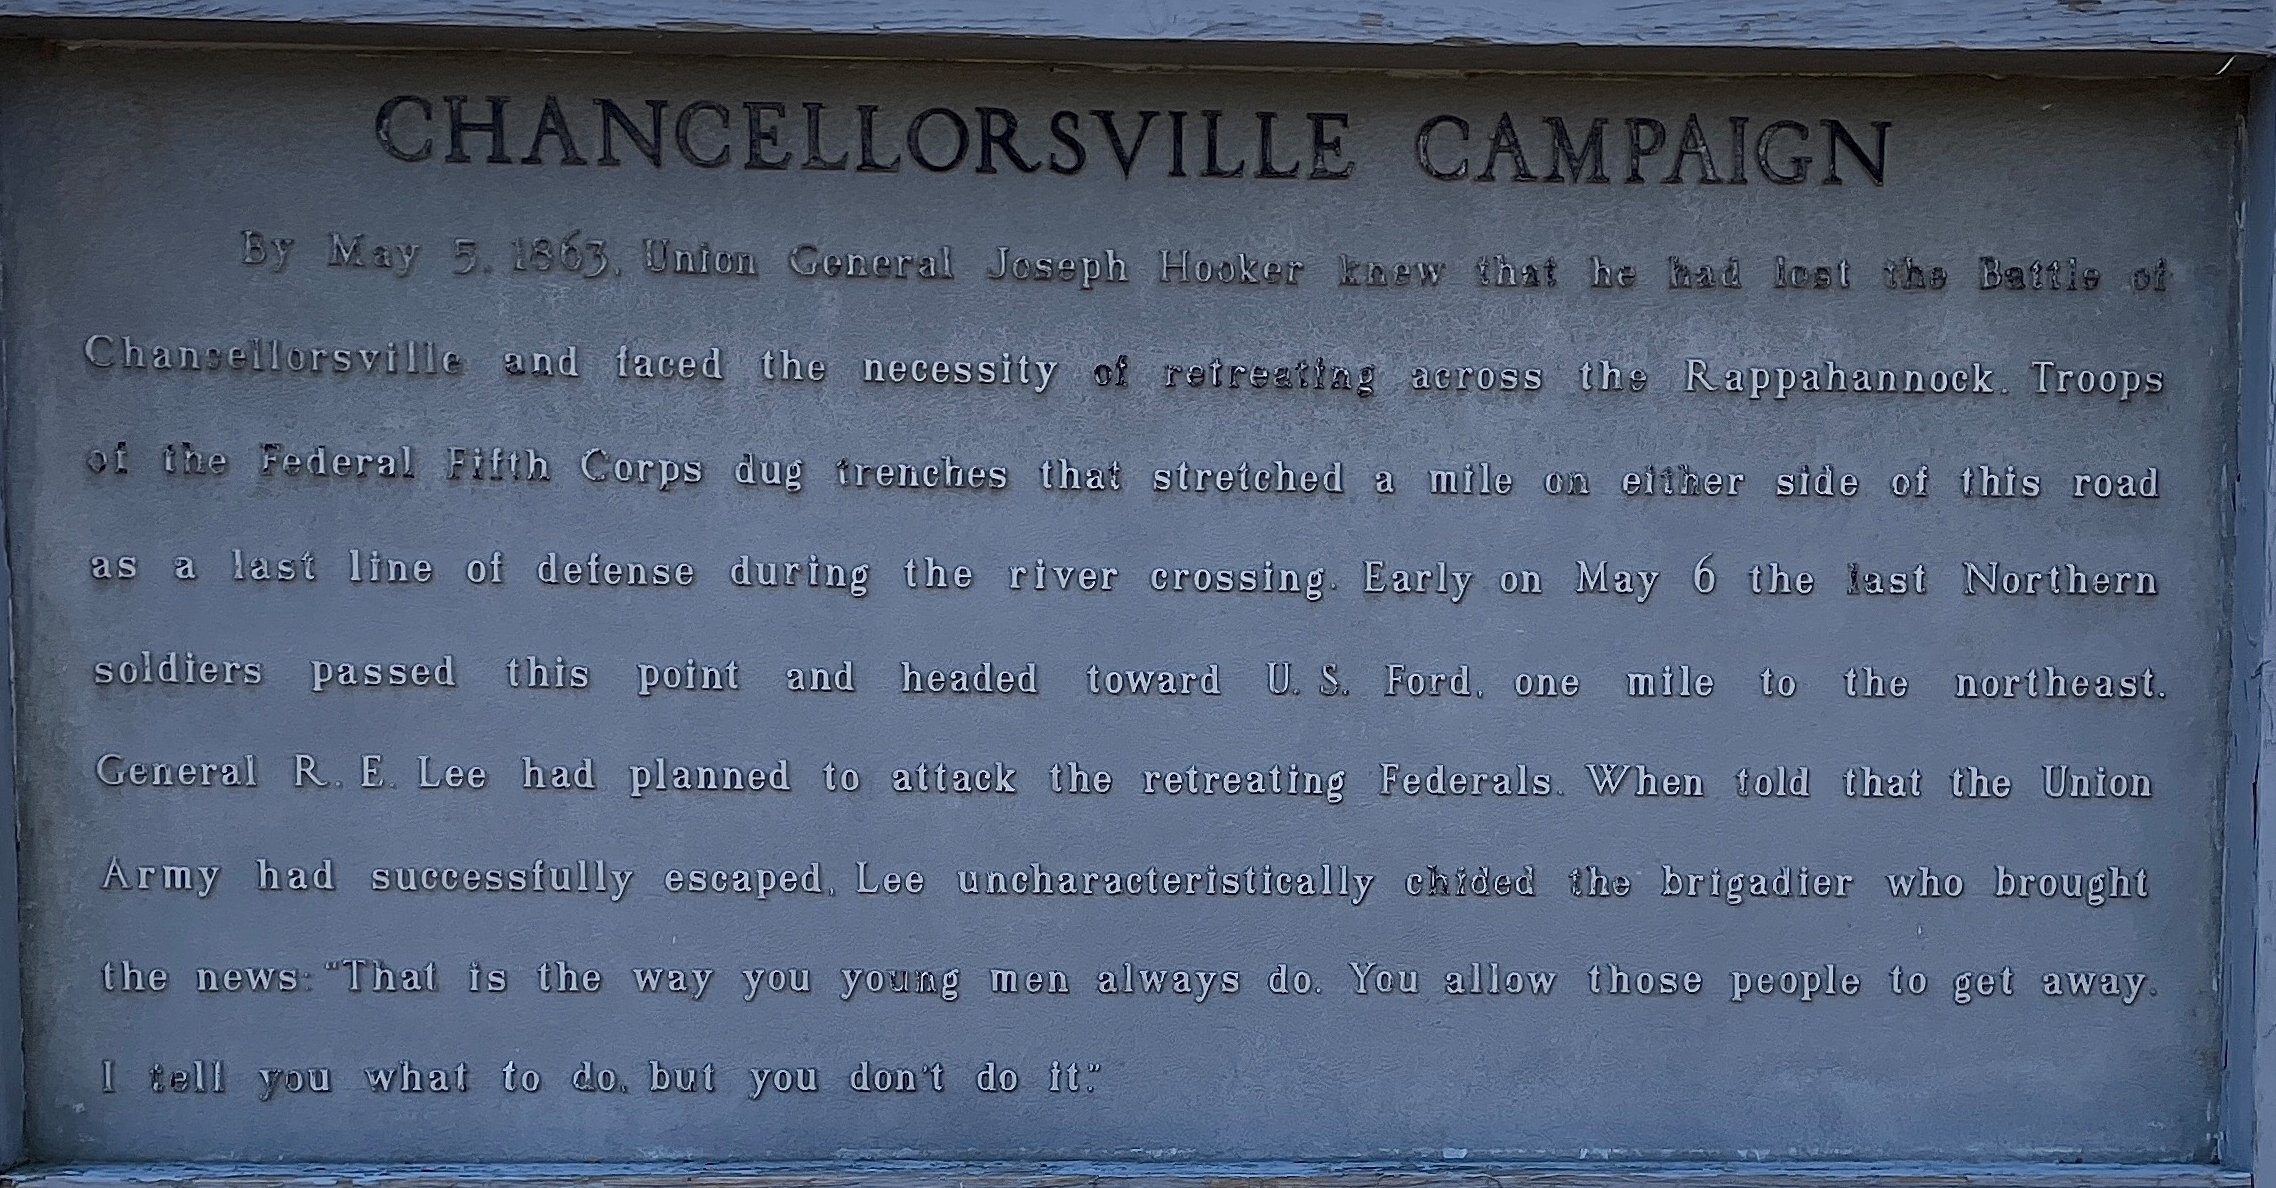 CHANCELLORSVILLE CAMPAIGN
By May 5, 1863, Union General Joseph Hooker knew that he had lost the Battle of
Chancellorsville and faced the necessity of retreating across the Rappahannock. Troops
of the Federal Fifth Corps dug trenches that stretched a mile on either side of this road
as a last line of defense during the river crossing. Early on May 6 the last Northern
soldiers passed this point and headed toward U. S. Ford, one mile to the northeast.
General R. E. Lee had planned to attack the retreating Federals. When told that the Union
Army had successfully escaped, Lee uncharacteristically chided the brigadier who brought
the news: "That is the way you young men always do. You allow those people to get away.
I tell you what to do, but you don't do it."